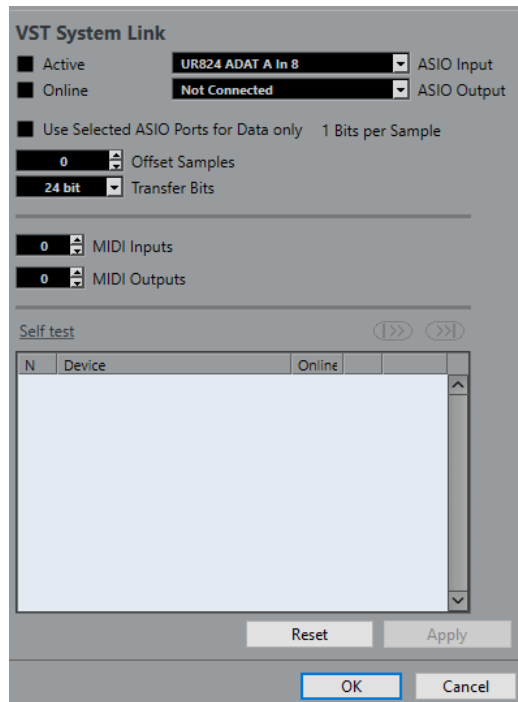 VST System Link
Active UR824 ADAT A In 8 ASIO Input
Online Not Connected ASIO Output
Use Selected ASIO Ports for Data only 1 Bits per Sample
0 Offset Samples
24 bit Transfer Bits
0 MIDI Inputs
0 MIDI Outputs
Self test
N Device Online
Reset Apply
OK Cancel